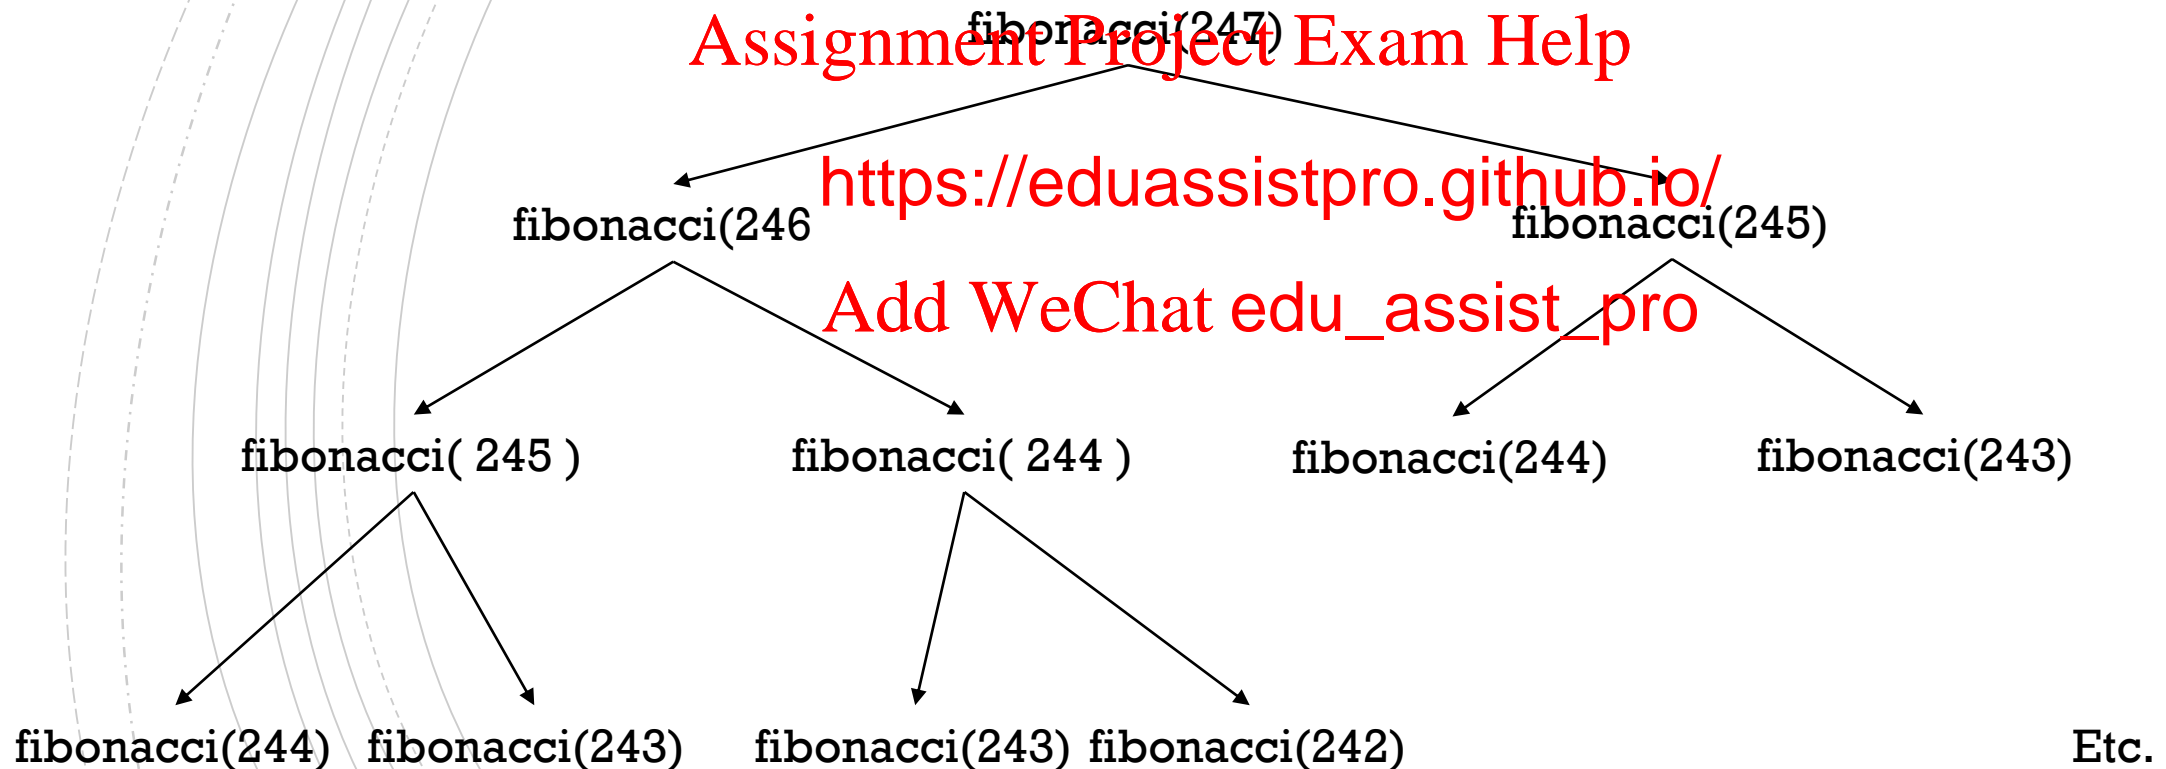 fibonacci(247)
Assignment Project Exam Help
https://eduassistpro.github.io/
fibonacci(246
fibonacci(245)
Add WeChat edu_assist_pro
fibonacci( 245 )
fibonacci( 244 )
fibonacci(244)
fibonacci(243)
fibonacci(244)
fibonacci(243)
fibonacci(243)
fibonacci(242)
Etc.